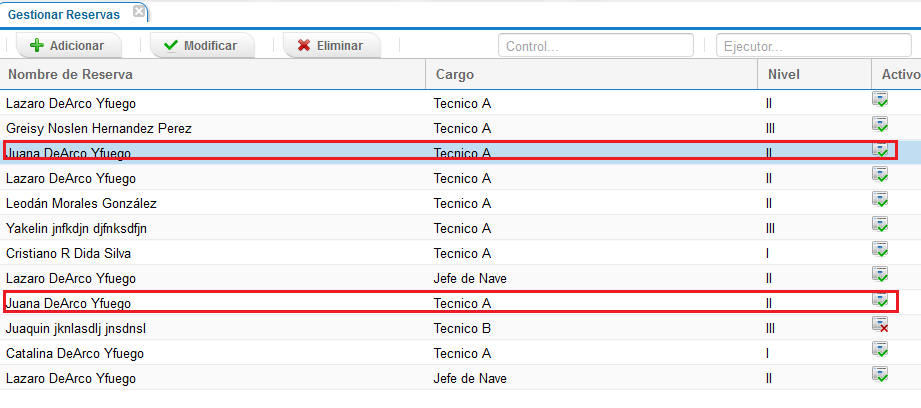 Gestionar Reservas
Adicionar Modificar Eliminar Control... Ejecutor...
Nombre de Reserva Cargo Nivel Activo
Lazaro DeArco Yfuego Tecnico A II
Greisy Noslen Hernandez Perez Tecnico A III
Juana DeArco Yfuego Tecnico A II
Lazaro DeArco Yfuego Tecnico A II
Leodán Morales González Tecnico A II
Yakelin jnfkdjn djfnksdfjn Tecnico A III
Cristiano R Dida Silva Tecnico A I
Lazaro DeArco Yfuego Jefe de Nave II
Juana DeArco Yfuego Tecnico A II
Juaquin jknlasdlj jnsdnsl Tecnico B III
Catalina DeArco Yfuego Tecnico A I
Lazaro DeArco Yfuego Jefe de Nave II